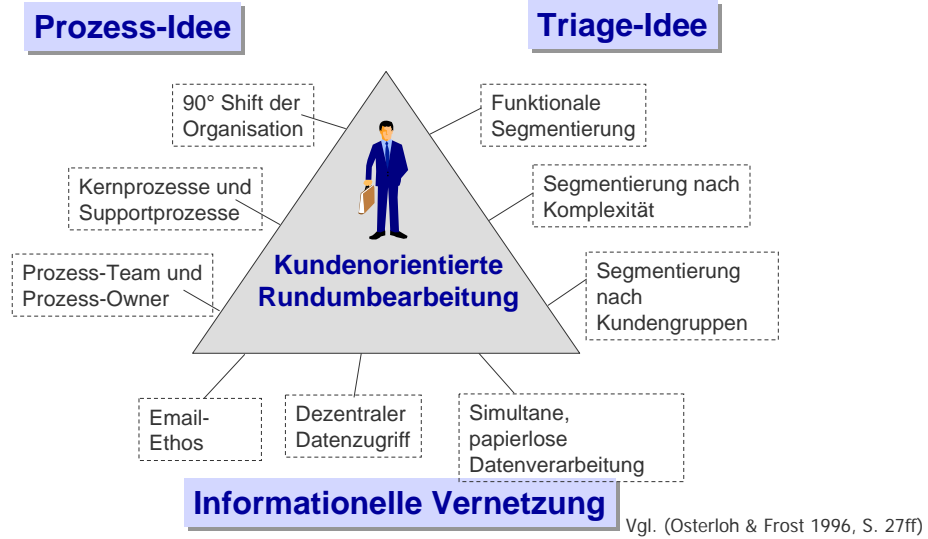 Prozess-Idee
Triage-Idee
90° Shift der
Organisation
Funktionale
Segmentierung
Kernprozesse und
Supportprozesse
Segmentierung nach
Komplexität
Prozess-Team und
Prozess-Owner
Kundenorientierte
Rundumbearbeitung
Segmentierung
nach
Kundengruppen
Email-
Ethos
Dezentraler
Datenzugriff
Simultane,
papierlose
Datenverarbeitung
Informationelle Vernetzung
Vgl. (Osterloh & Frost 1996, S. 27ff)